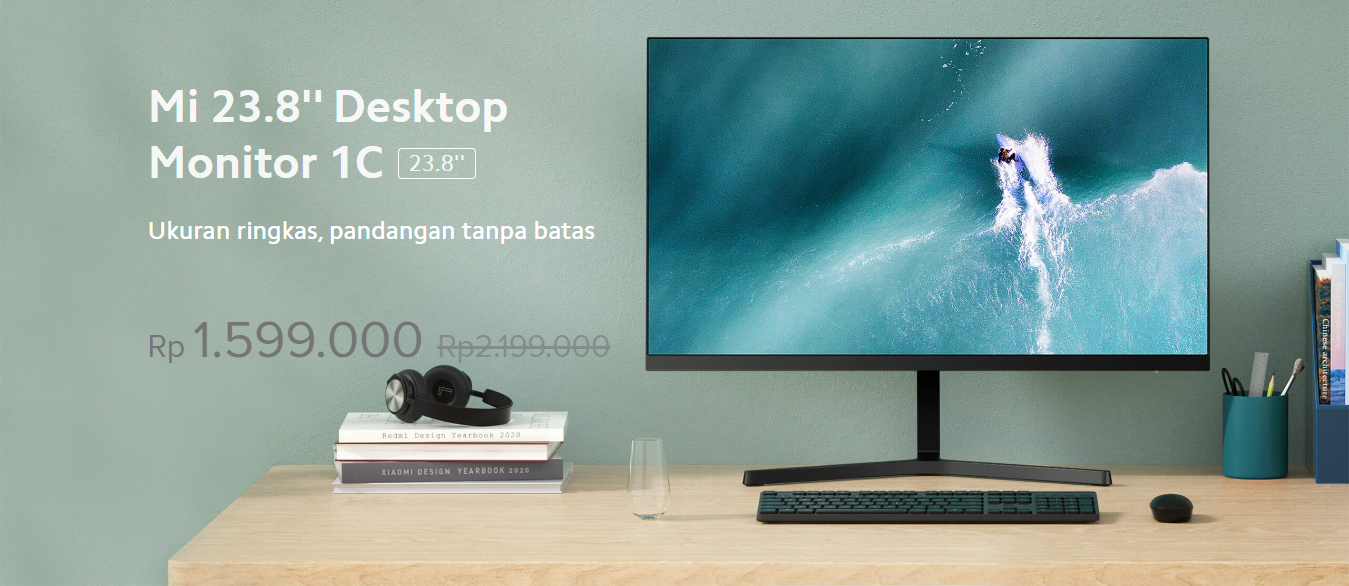 Mi 23.8" Desktop
Monitor 1C 23.8"
Ukuran ringkas, pandangan tanpa batas
Rp 1.599.000 Rp2.199.000
Redmi Design Yearbook 2020
XIAOMI DESIGN YEARBOOK 2020
Chinese architecture